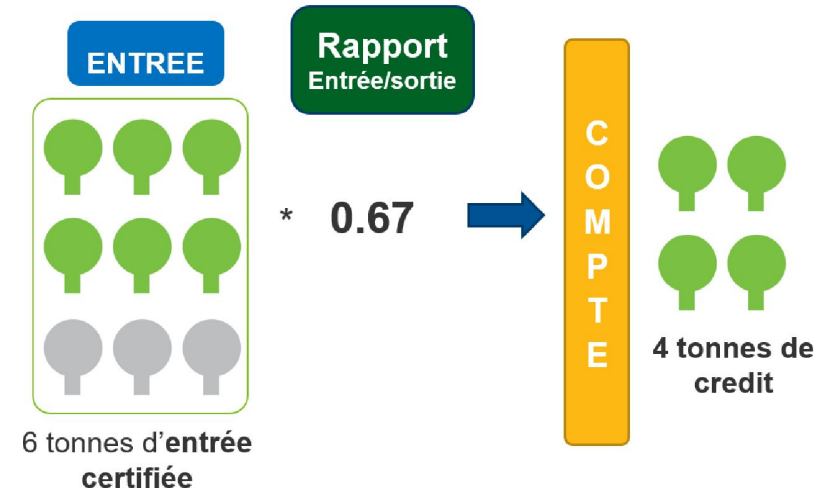 ENTREE
Rapport
Entrée/sortie
* 0.67
C
O
M
P
T
E
4 tonnes de
credit
6 tonnes d'entrée
certifiée